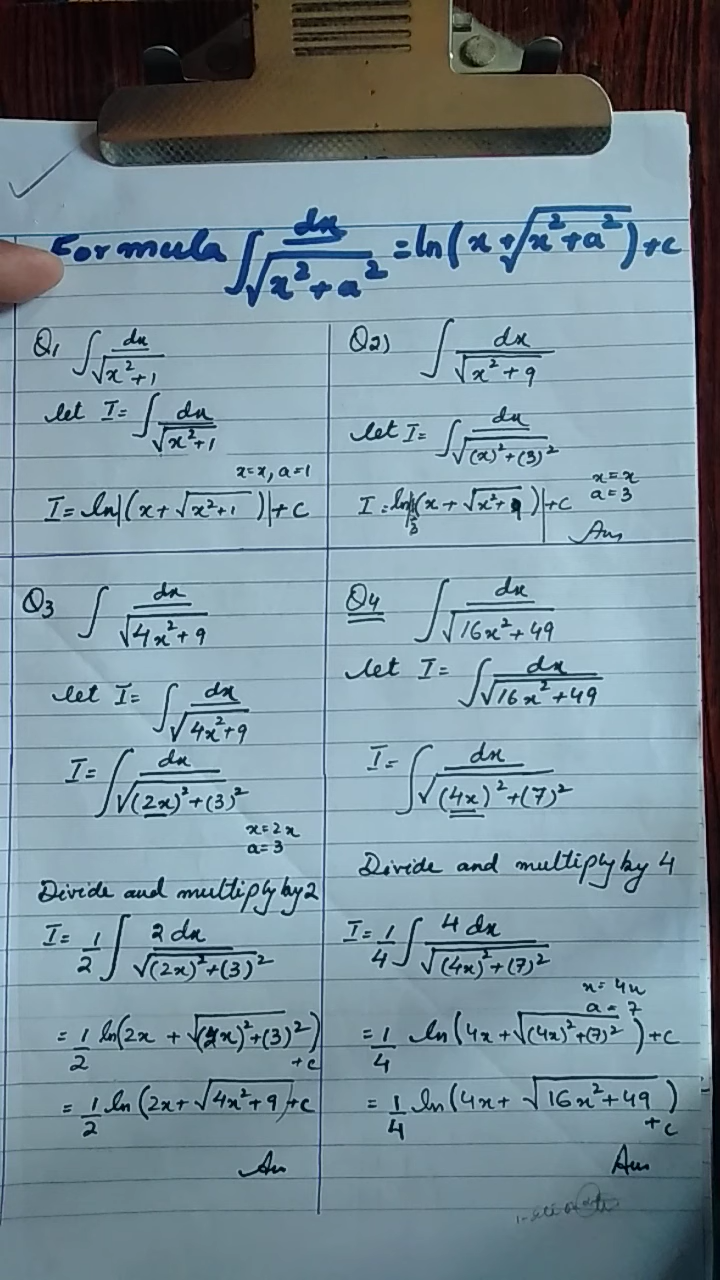 Formula ∫ dx / √(x² + a²) = ln(x + √(x² + a²)) + c
Q1 ∫ dx / √(x² + 1)
let I = ∫ dx / √(x² + 1)
x = x, a = 1
I = ln|(x + √(x² + 1))| + c
Q2) ∫ dx / √(x² + 9)
let I = ∫ dx / √((x)² + (3)²)
x = x
a = 3
I = ln|(x + √(x² + 9))| + c
Ans
Q3 ∫ dx / √(4x² + 9)
let I = ∫ dx / √(4x² + 9)
I = ∫ dx / √((2x)² + (3)²)
x = 2x
a = 3
Divide and multiply by 2
I = 1/2 ∫ 2 dx / √((2x)² + (3)²)
= 1/2 ln(2x + √((2x)² + (3)²)) + c
= 1/2 ln(2x + √(4x² + 9) + c
An
Q4 ∫ dx / √(16x² + 49)
let I = ∫ dx / √(16x² + 49)
I = ∫ dx / √((4x)² + (7)²)
Divide and multiply by 4
I = 1/4 ∫ 4 dx / √((4x)² + (7)²)
x = 4x
a = 7
= 1/4 ln(4x + √((4x)² + (7)²)) + c
= 1/4 ln(4x + √(16x² + 49)) + c
Ans